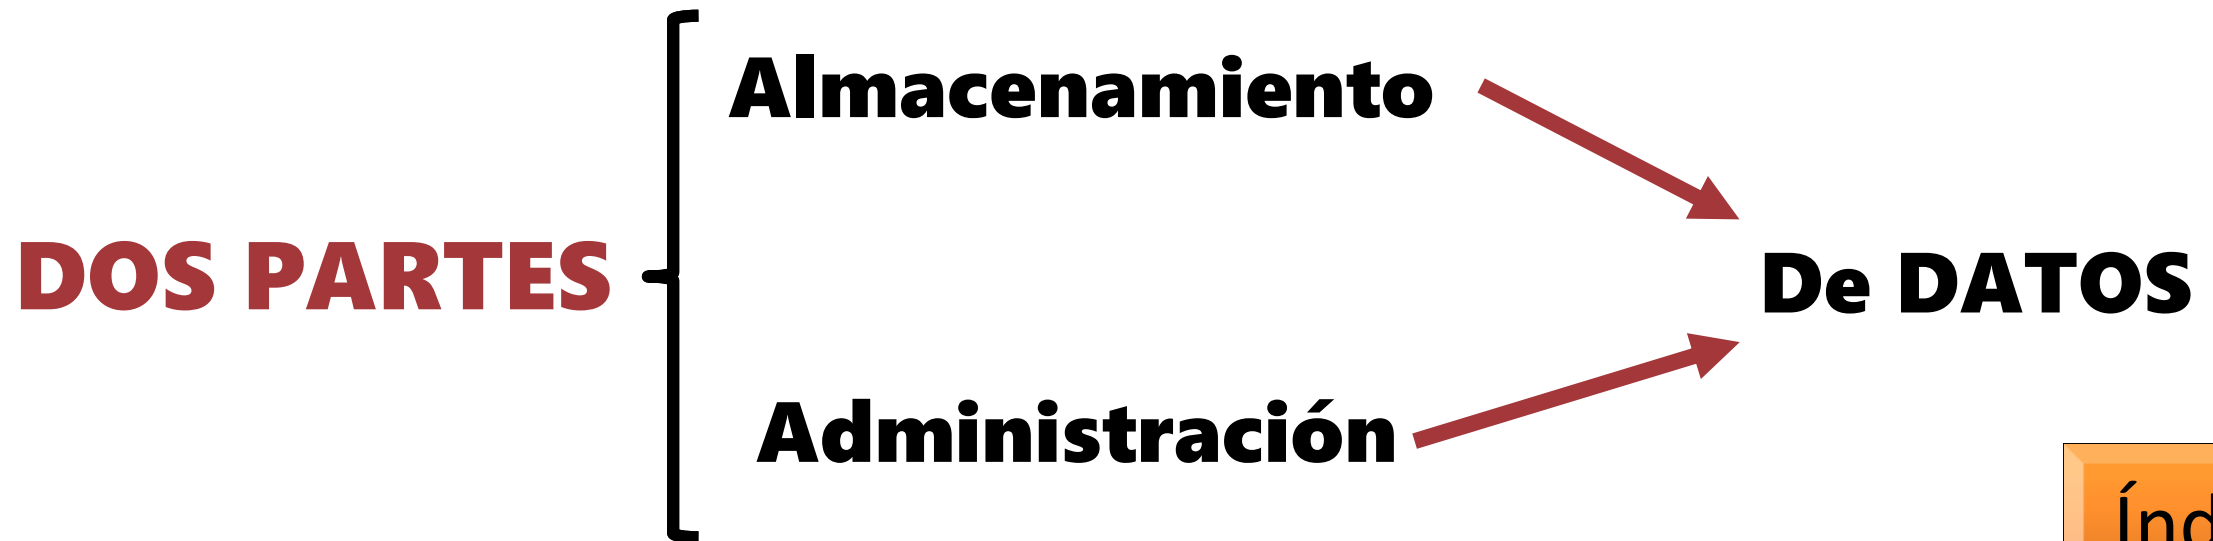 Almacenamiento
DOS PARTES
De DATOS
Administración